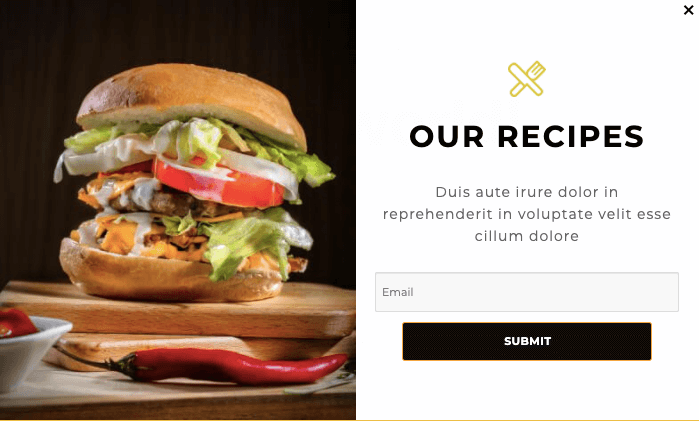 OUR RECIPES
Duis aute irure dolor in
reprehenderit in voluptate velit esse
cillum dolore
Email
SUBMIT